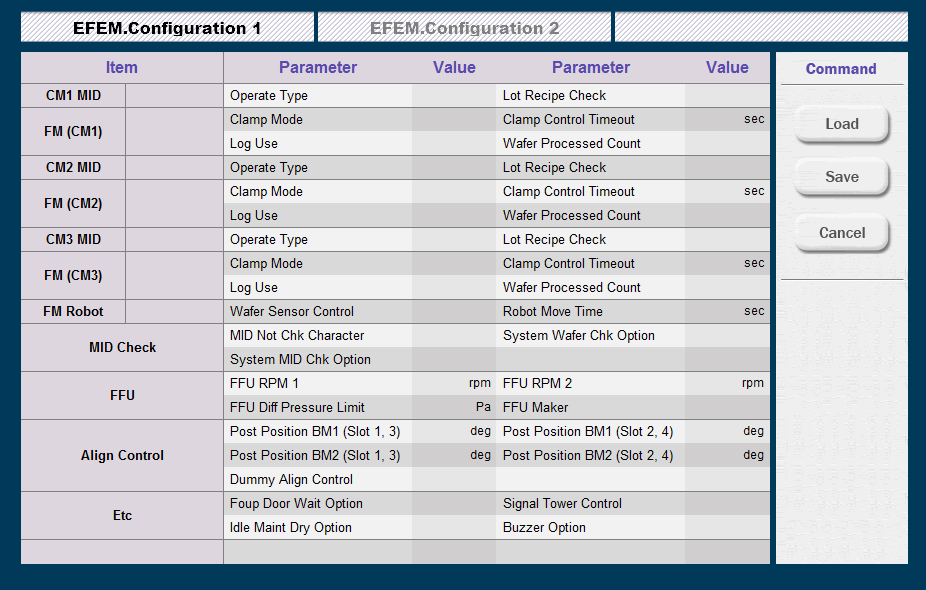 EFEM.Configuration 1 EFEM.Configuration 2
Item Parameter Value Parameter Value Command
CM1 MID Operate Type Lot Recipe Check
FM (CM1) Clamp Mode Clamp Control Timeout sec
Log Use Wafer Processed Count
CM2 MID Operate Type Lot Recipe Check
FM (CM2) Clamp Mode Clamp Control Timeout sec
Log Use Wafer Processed Count
CM3 MID Operate Type Lot Recipe Check
FM (CM3) Clamp Mode Clamp Control Timeout sec
Log Use Wafer Processed Count
FM Robot Wafer Sensor Control Robot Move Time sec
MID Check MID Not Chk Character System Wafer Chk Option
System MID Chk Option
FFU FFU RPM 1 rpm FFU RPM 2 rpm
FFU Diff Pressure Limit Pa FFU Maker
Align Control Post Position BM1 (Slot 1, 3) deg Post Position BM1 (Slot 2, 4) deg
Post Position BM2 (Slot 1, 3) deg Post Position BM2 (Slot 2, 4) deg
Dummy Align Control
Etc Foup Door Wait Option Signal Tower Control
Idle Maint Dry Option Buzzer Option
Load
Save
Cancel